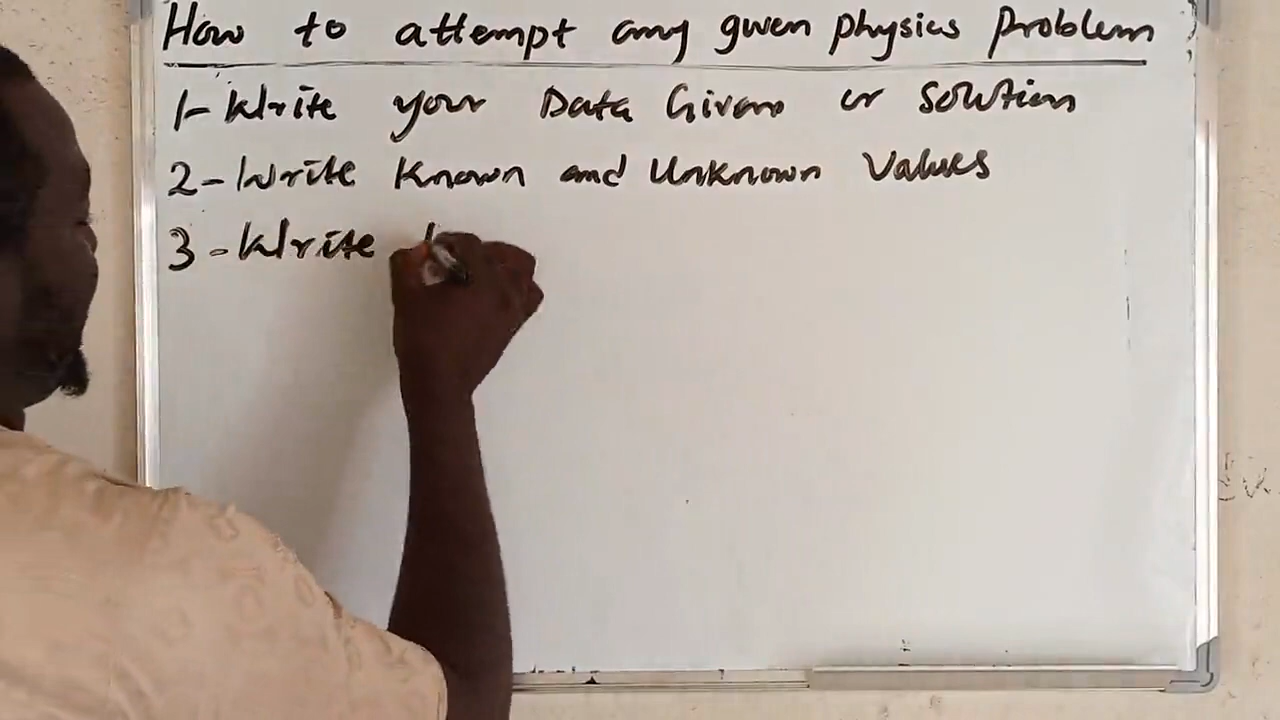 How to attempt any given physics problem
1- Write your Data Given or Solution
2- Write Known and Unknown Values
3- Write